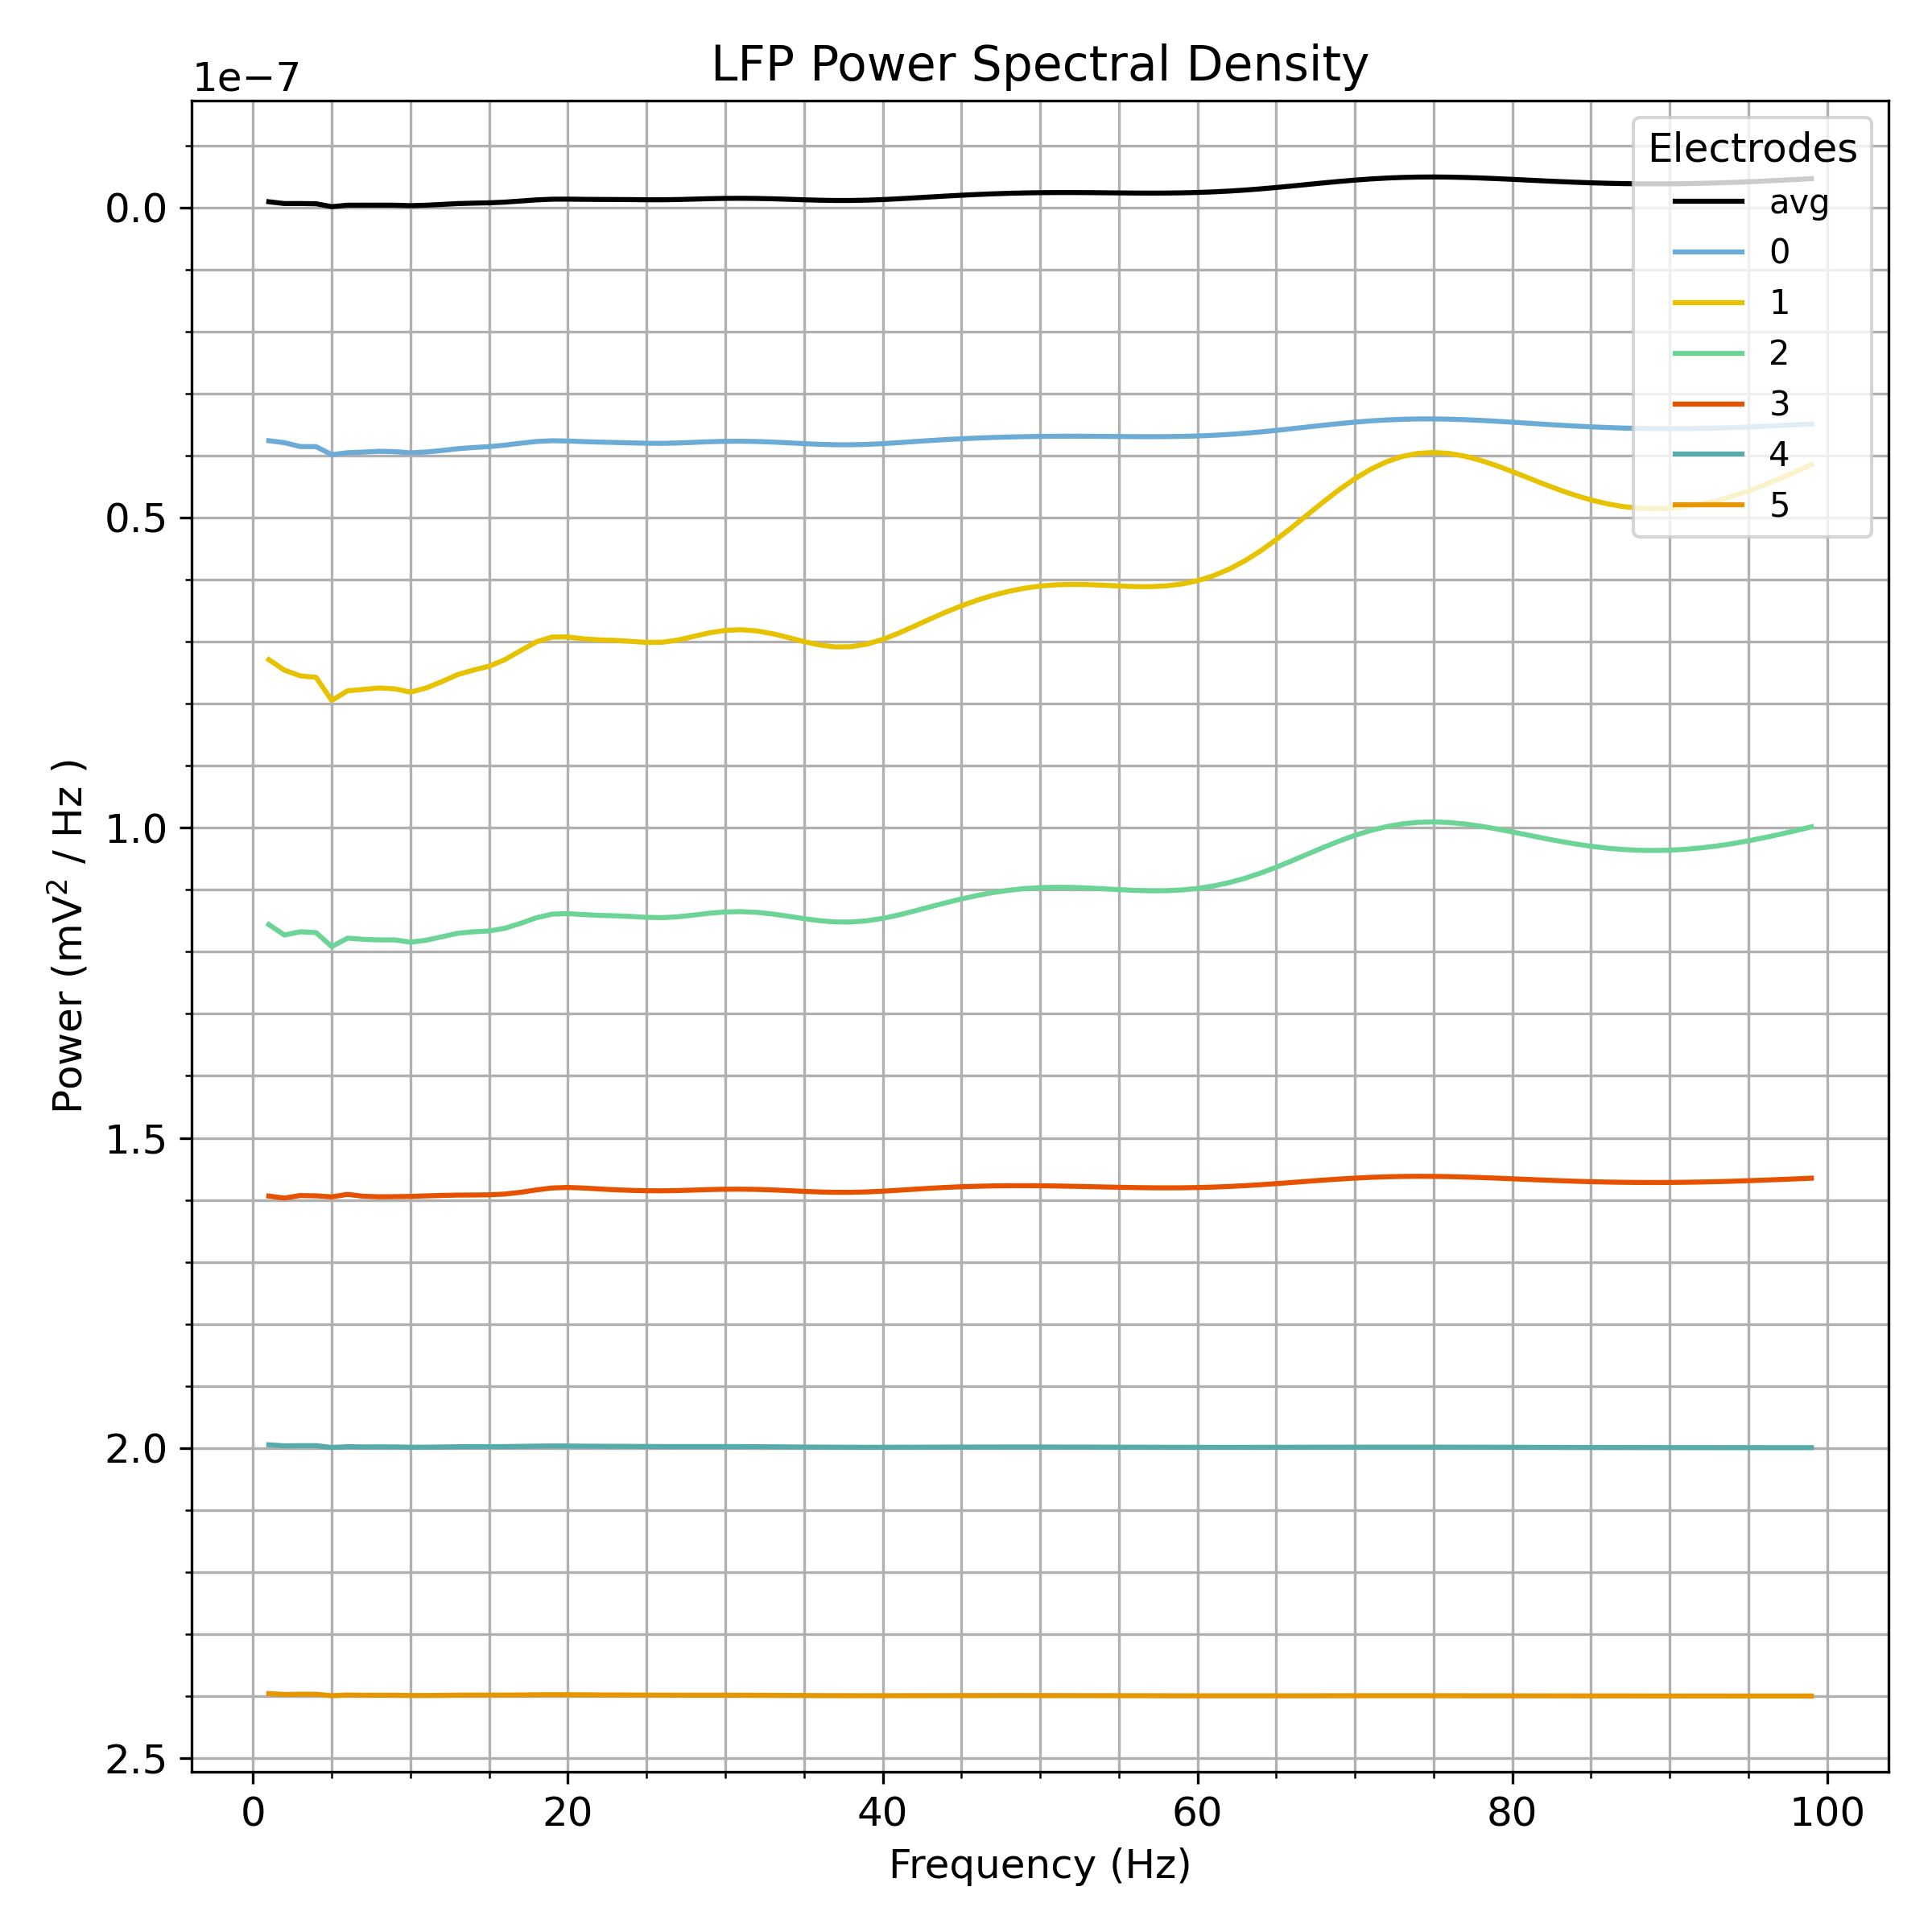 LFP Power Spectral Density
1e−7
Electrodes
avg
0
1
2
3
4
5
0.0
0.5
1.0
1.5
2.0
2.5
Power (mV² / Hz )
0 20 40 60 80 100
Frequency (Hz)